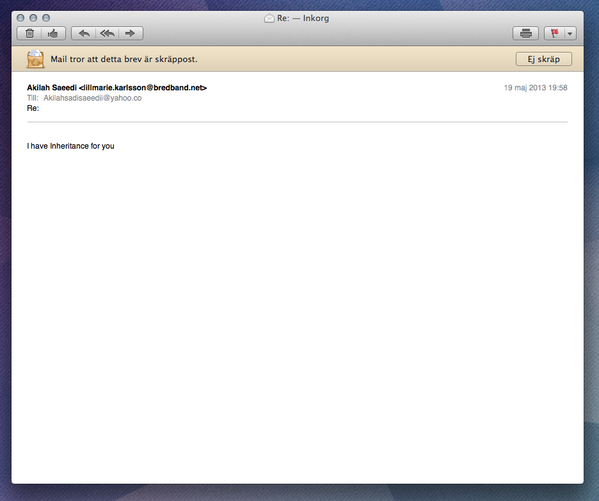 Re: — Inkorg
Mail tror att detta brev är skräppost.
Ej skräp
Akilah Saeedi <lillmarie.karlsson@bredband.net>
19 maj 2013 19:58
Till: Akilahsadisaeedii@yahoo.co
Re:
I have Inheritance for you